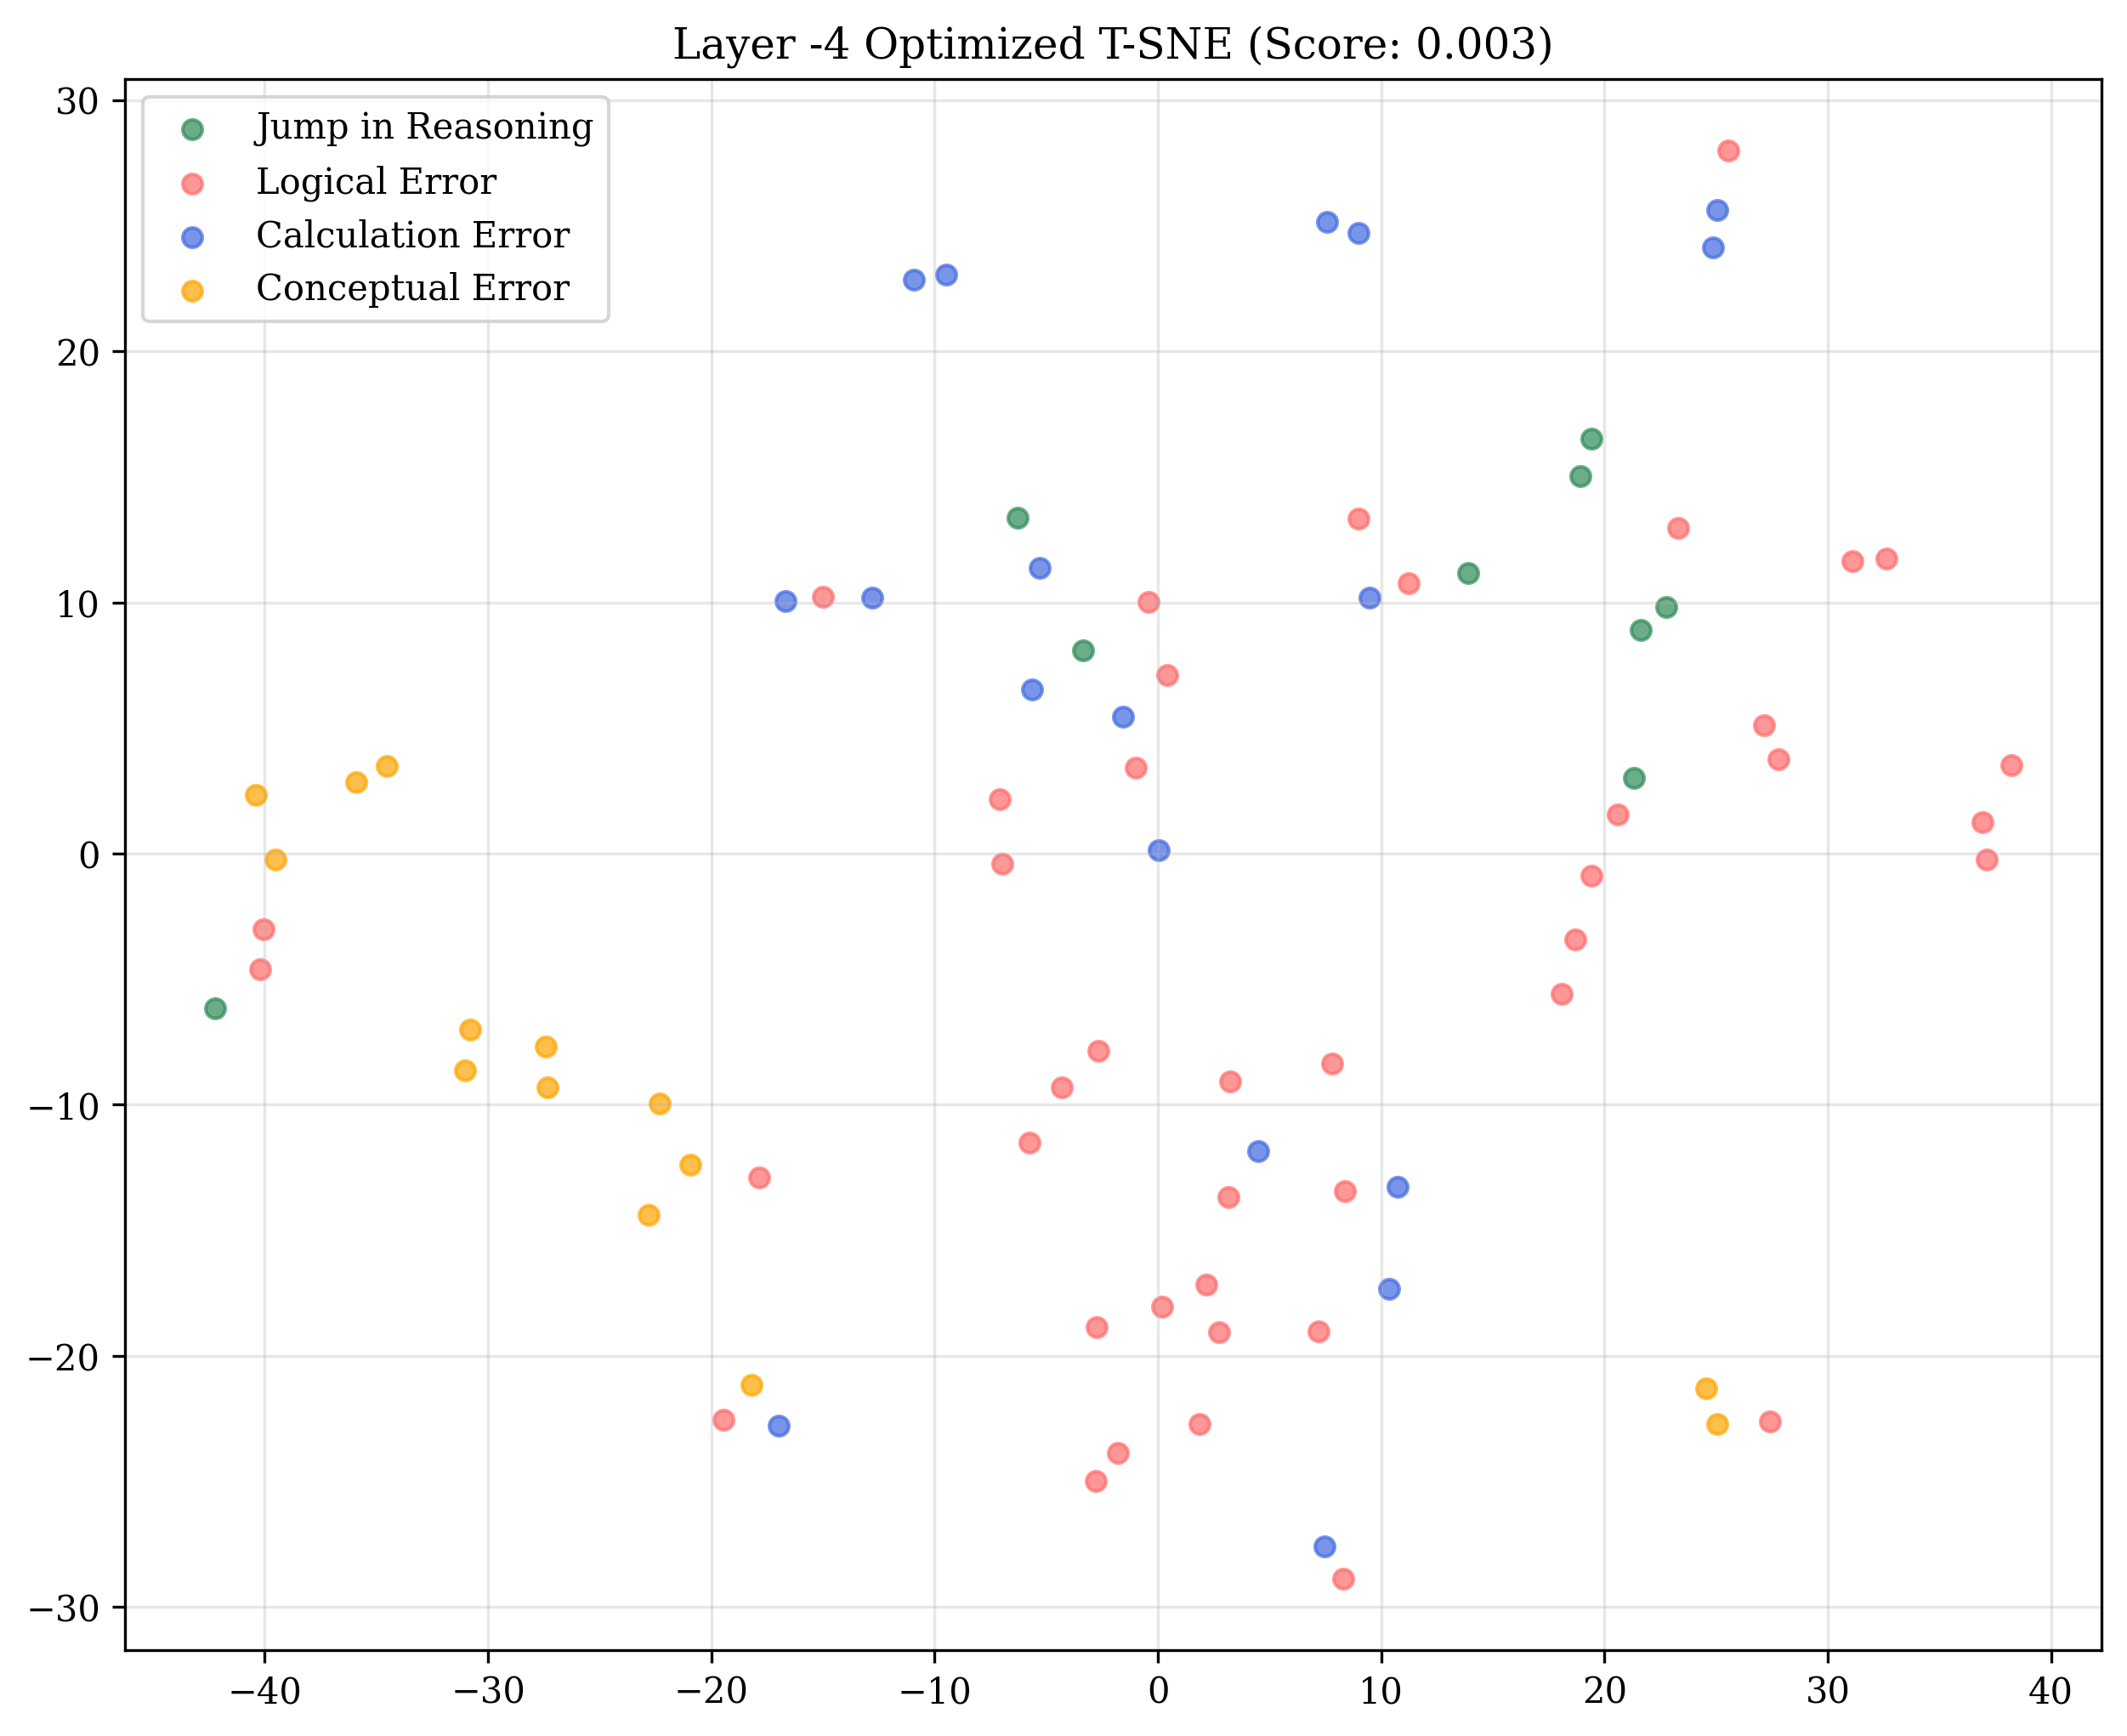 Layer -4 Optimized T-SNE (Score: 0.003)
Jump in Reasoning
Logical Error
Calculation Error
Conceptual Error
30
20
10
0
−10
−20
−30
−40 −30 −20 −10 0 10 20 30 40